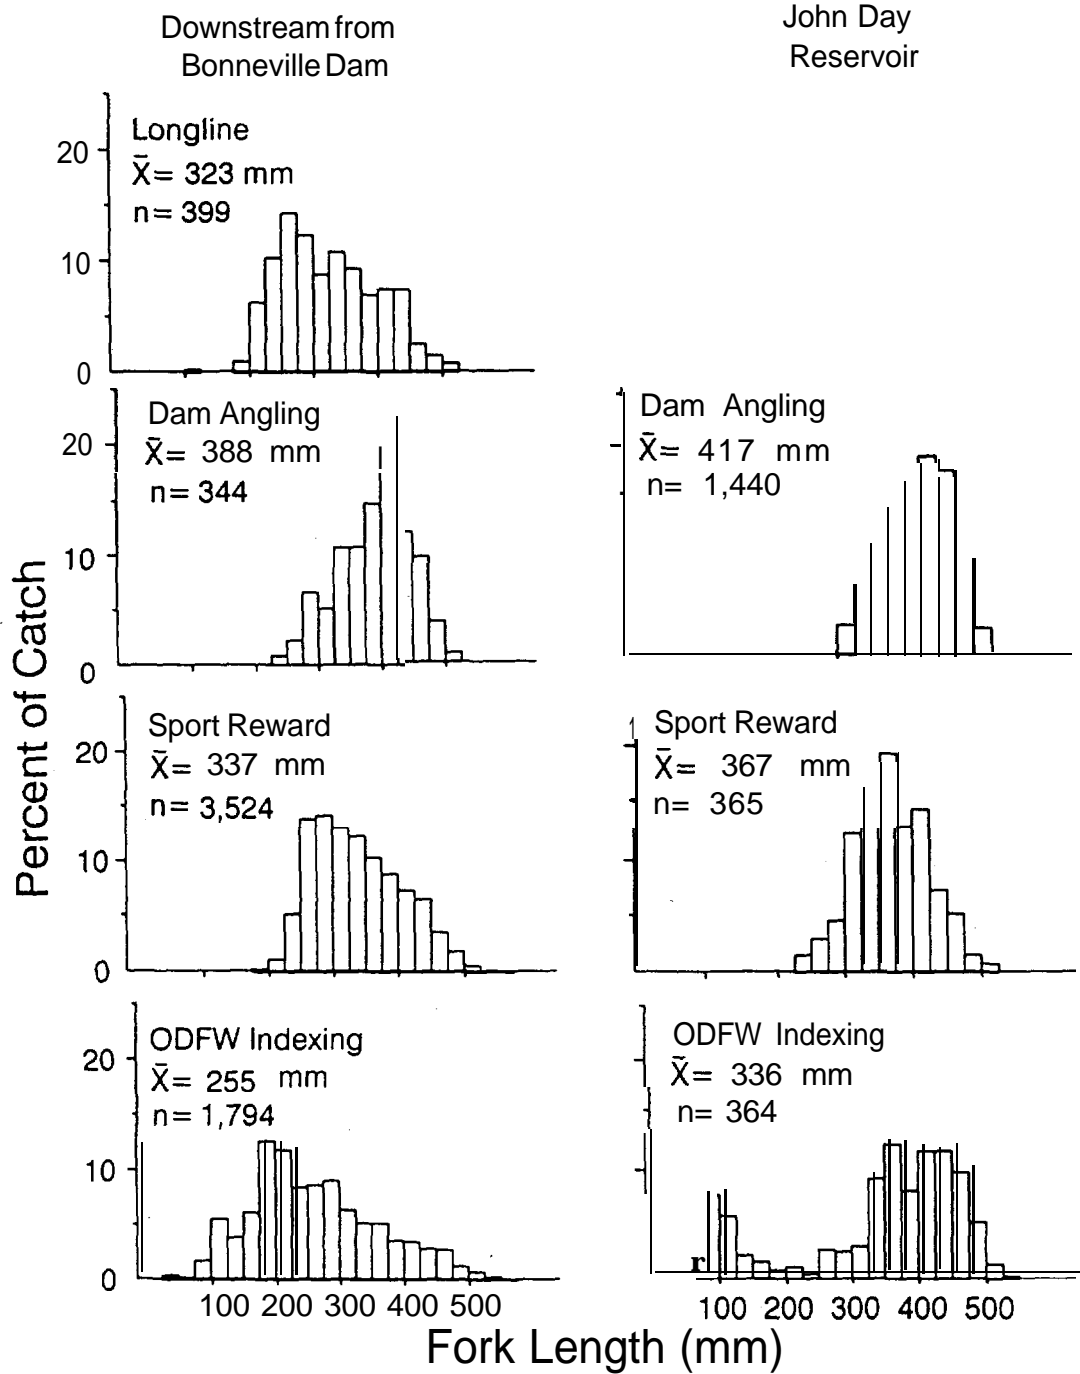 Downstream from
Bonneville Dam
John Day
Reservoir
Percent of Catch
Longline
X̄= 323 mm
n= 399
20
10
0
Dam Angling
X̄= 388 mm
n= 344
20
10
0
Dam Angling
X̄= 417 mm
n= 1,440
Sport Reward
X̄= 337 mm
n= 3,524
20
10
0
Sport Reward
X̄= 367 mm
n= 365
ODFW Indexing
X̄= 255 mm
n= 1,794
20
10
0
ODFW Indexing
X̄= 336 mm
n= 364
r
100 200 300 400 500
100 200 300 400 500
Fork Length (mm)